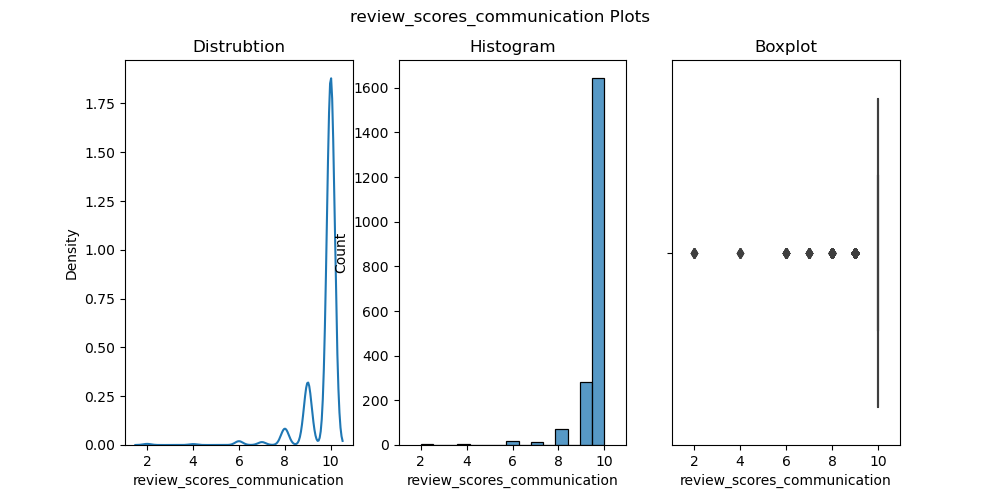 review_scores_communication Plots
Distrubtion
Density
1.75
1.50
1.25
1.00
0.75
0.50
0.25
0.00
2 4 6 8 10
review_scores_communication
Histogram
Count
1600
1400
1200
1000
800
600
400
200
0
2 4 6 8 10
review_scores_communication
Boxplot
2 4 6 8 10
review_scores_communication